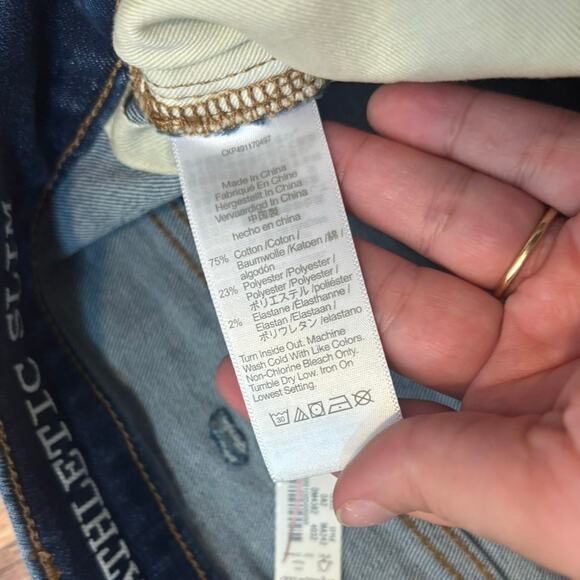 CKP491170497
Made In China
Fabriqué En Chine
Hergestellt In China
Vervaardigd In China
中国製
hecho en china
75% Cotton /Coton /
Baumwolle /Katoen /綿 /
algodón
23% Polyester /Polyester /
Polyester /Polyester /
ポリエステル /poliéster
2% Elastane /Élasthanne /
Elastan /Elastaan /
ポリウレタン /elastano
Turn Inside Out. Machine
Wash Cold With Like Colors.
Non-Chlorine Bleach Only.
Tumble Dry Low. Iron On
Lowest Setting.
30
ATHLETIC SLIM